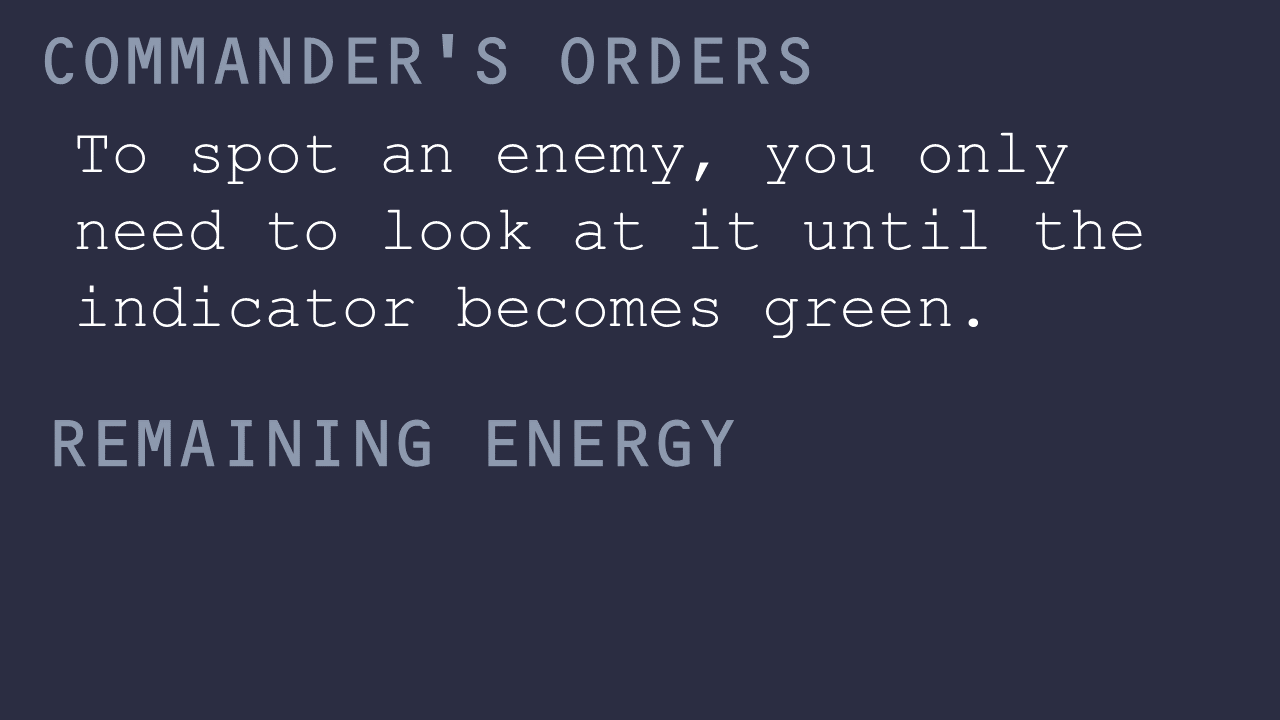 COMMANDER'S ORDERS
To spot an enemy, you only
need to look at it until the
indicator becomes green.
REMAINING ENERGY